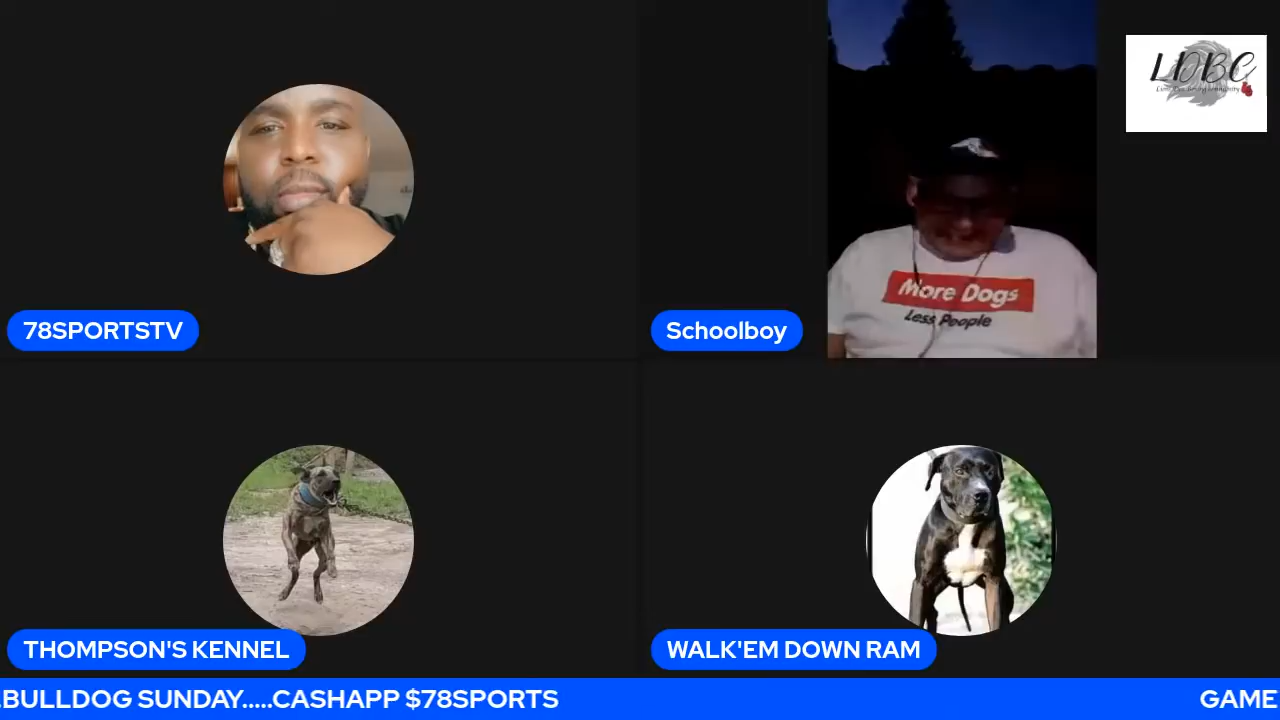 LDBC
78SPORTSTV
Schoolboy
More Dogs
Less People
THOMPSON'S KENNEL
WALK'EM DOWN RAM
.BULLDOG SUNDAY.....CASHAPP $78SPORTS
GAME